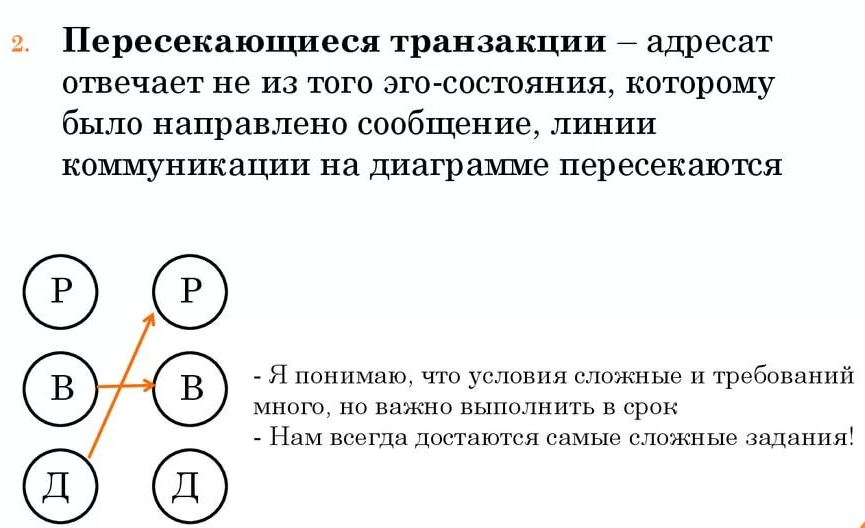 2. Пересекающиеся транзакции – адресат
отвечает не из того эго-состояния, которому
было направлено сообщение, линии
коммуникации на диаграмме пересекаются
Р Р
В В
- Я понимаю, что условия сложные и требований
много, но важно выполнить в срок
- Нам всегда достаются самые сложные задания!
Д Д